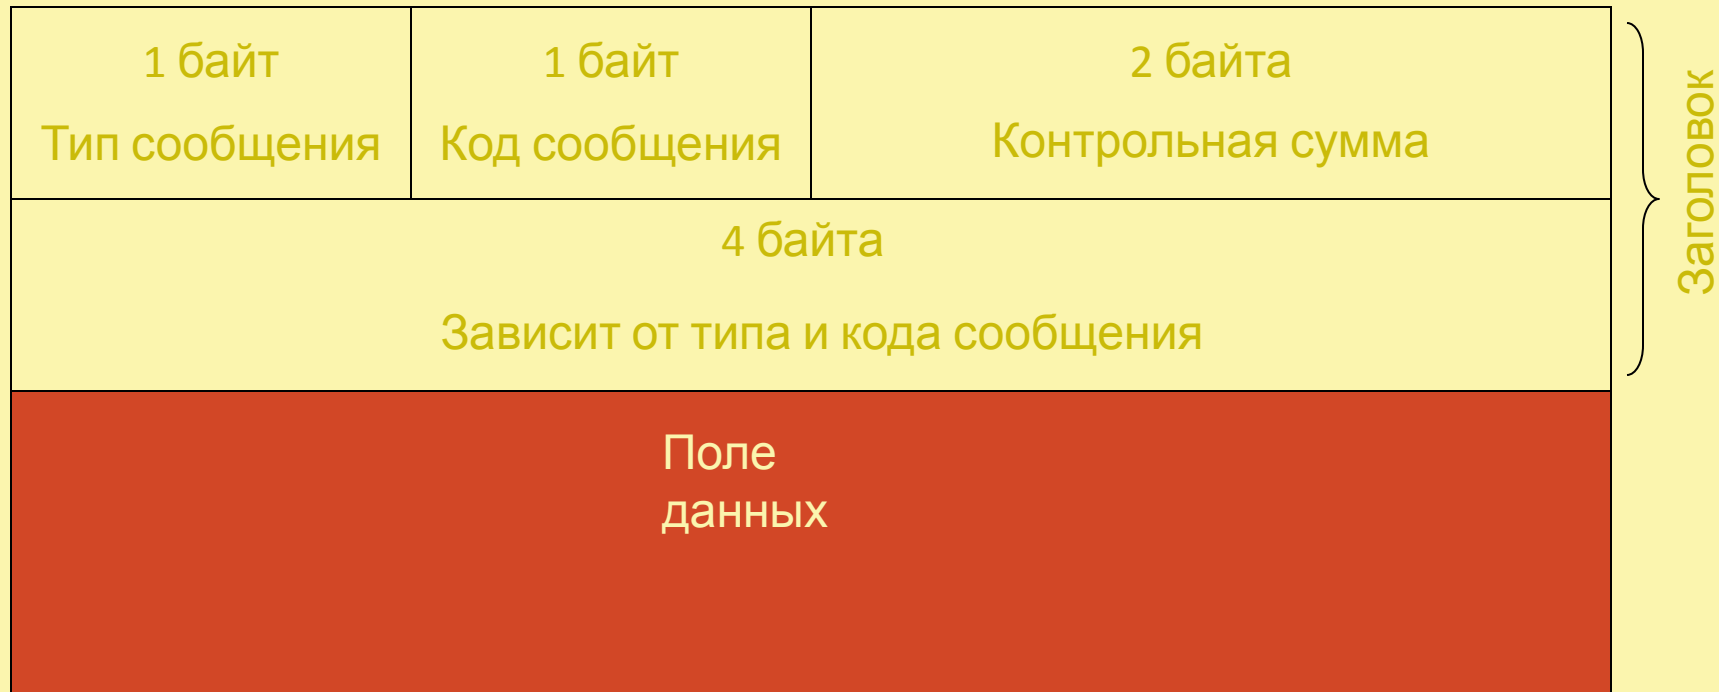 1 байт
Тип сообщения
1 байт
Код сообщения
2 байта
Контрольная сумма
Заголовок
4 байта
Зависит от типа и кода сообщения
Поле
данных